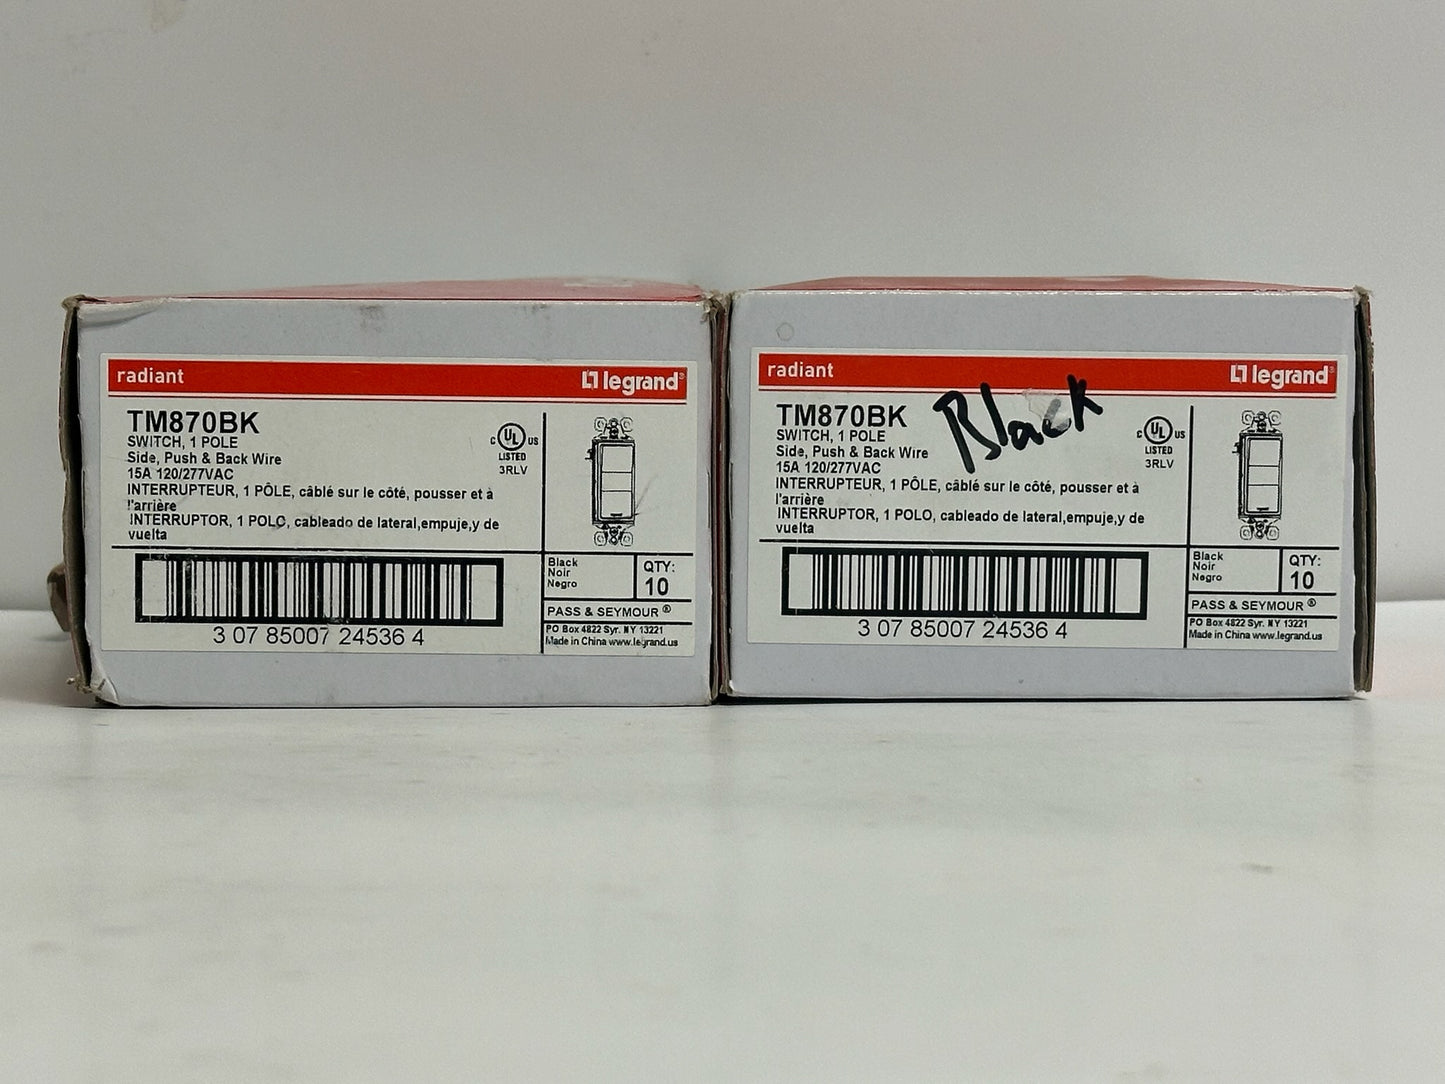 radiant
legrand®
TM870BK
SWITCH, 1 POLE
Side, Push & Back Wire
15A 120/277VAC
INTERRUPTEUR, 1 PÔLE, câblé sur le côté, pousser et à
l'arrière
INTERRUPTOR, 1 POLO, cableado de lateral,empuje,y de
vuelta
C UL US
LISTED
3RLV
3 07 85007 24536 4
Black
Noir
Negro
QTY:
10
PASS & SEYMOUR®
PO Box 4822 Syr. NY 13221
Made in China www.legrand.us
radiant
legrand®
TM870BK
Black
SWITCH, 1 POLE
Side, Push & Back Wire
15A 120/277VAC
INTERRUPTEUR, 1 PÔLE, câblé sur le côté, pousser et à
l'arrière
INTERRUPTOR, 1 POLO, cableado de lateral,empuje,y de
vuelta
C UL US
LISTED
3RLV
3 07 85007 24536 4
Black
Noir
Negro
QTY:
10
PASS & SEYMOUR®
PO Box 4822 Syr. NY 13221
Made in China www.legrand.us